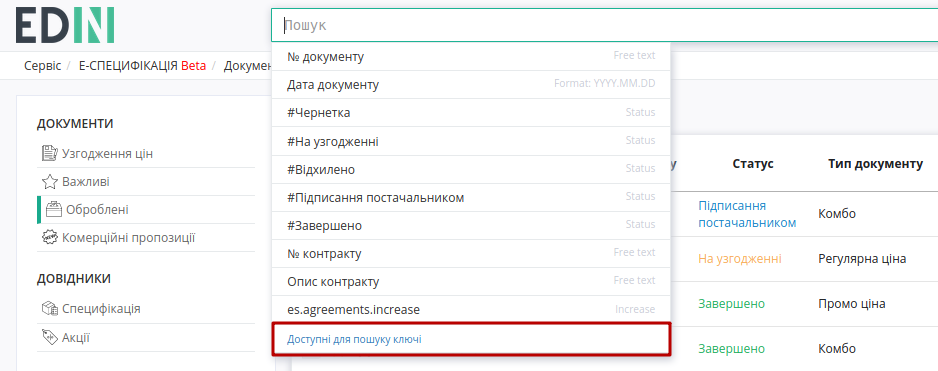 EDIN
Пошук
Сервіс / Е-СПЕЦИФІКАЦІЯ Beta / Докумен
№ документу Free text
Дата документу Format: YYYY.MM.DD
#Чернетка Status
#На узгодженні Status
#Відхилено Status
#Підписання постачальником Status
#Завершено Status
№ контракту Free text
Опис контракту Free text
es.agreements.increase Increase
Доступні для пошуку ключі
ДОКУМЕНТИ
Узгодження цін
Важливі
Оброблені
Комерційні пропозиції
ДОВІДНИКИ
Специфікація
Акції
у Статус Тип документу
Підписання
постачальником Комбо
На узгодженні Регулярна ціна
Завершено Промо ціна
Завершено Комбо